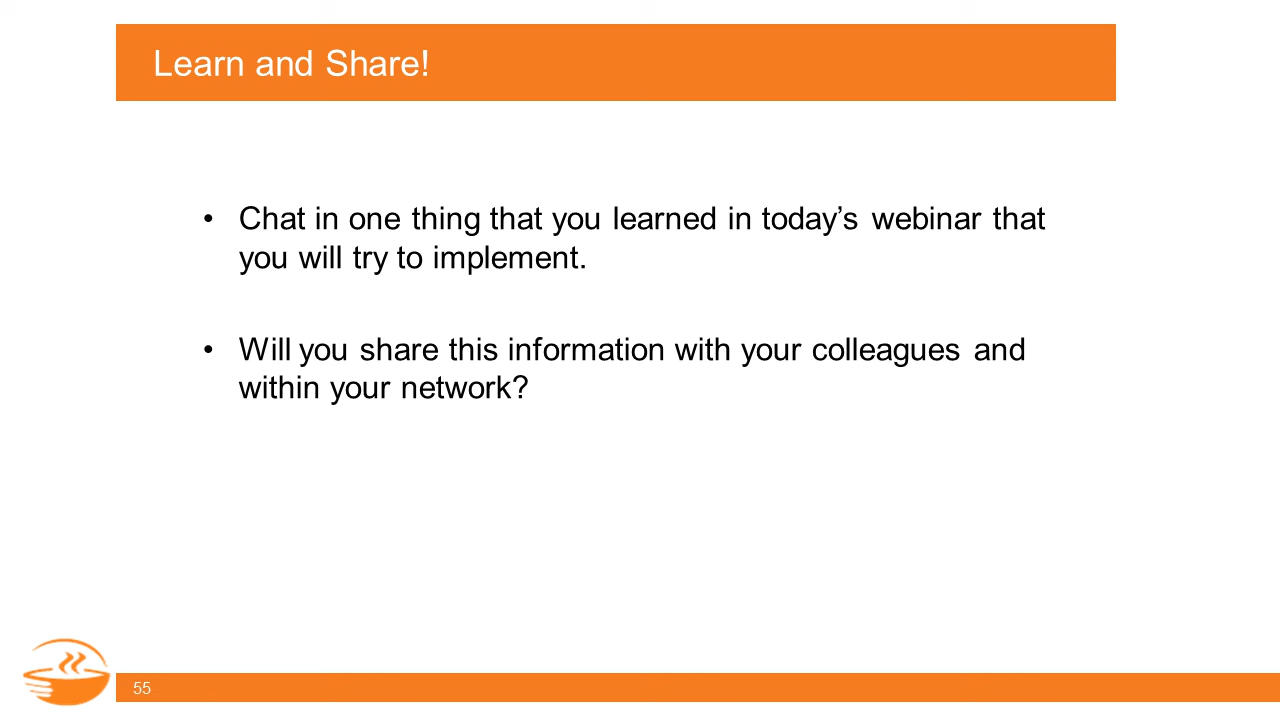 Learn and Share!
• Chat in one thing that you learned in today’s webinar that
you will try to implement.
• Will you share this information with your colleagues and
within your network?
55